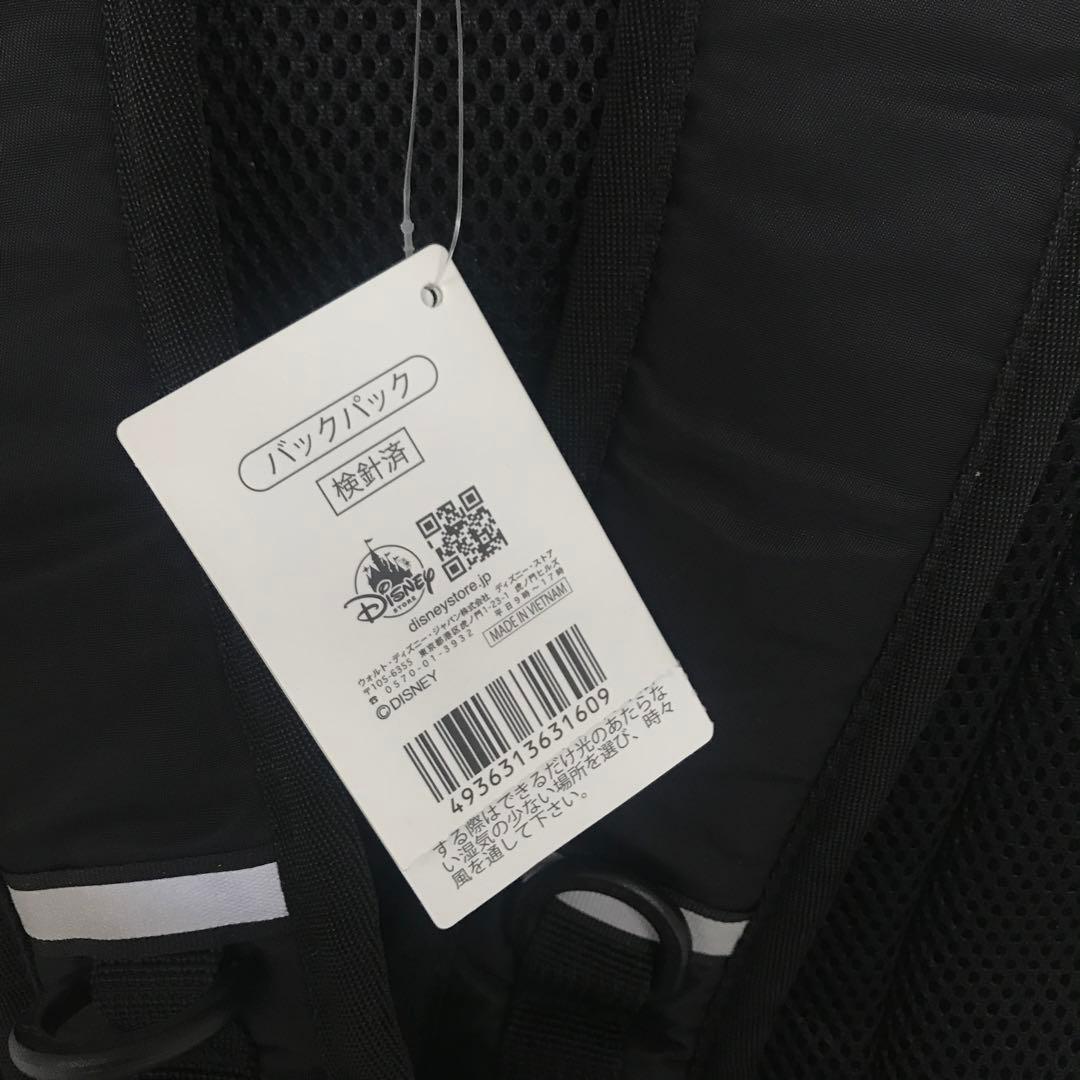 バックパック
検針済
Disney
STORE
disneystore.jp
ウォルト・ディズニー・ジャパン株式会社 ディズニー・ストア
〒105-6355 東京都港区虎ノ門1-23-1 虎ノ門ヒルズ
☎ 0570-01-3932 平日9時～17時
©DISNEY
MADE IN VIETNAM
4936313631609
する際はできるだけ光のあたらな
い湿気の少ない場所を選び、時々
風を通して下さい。